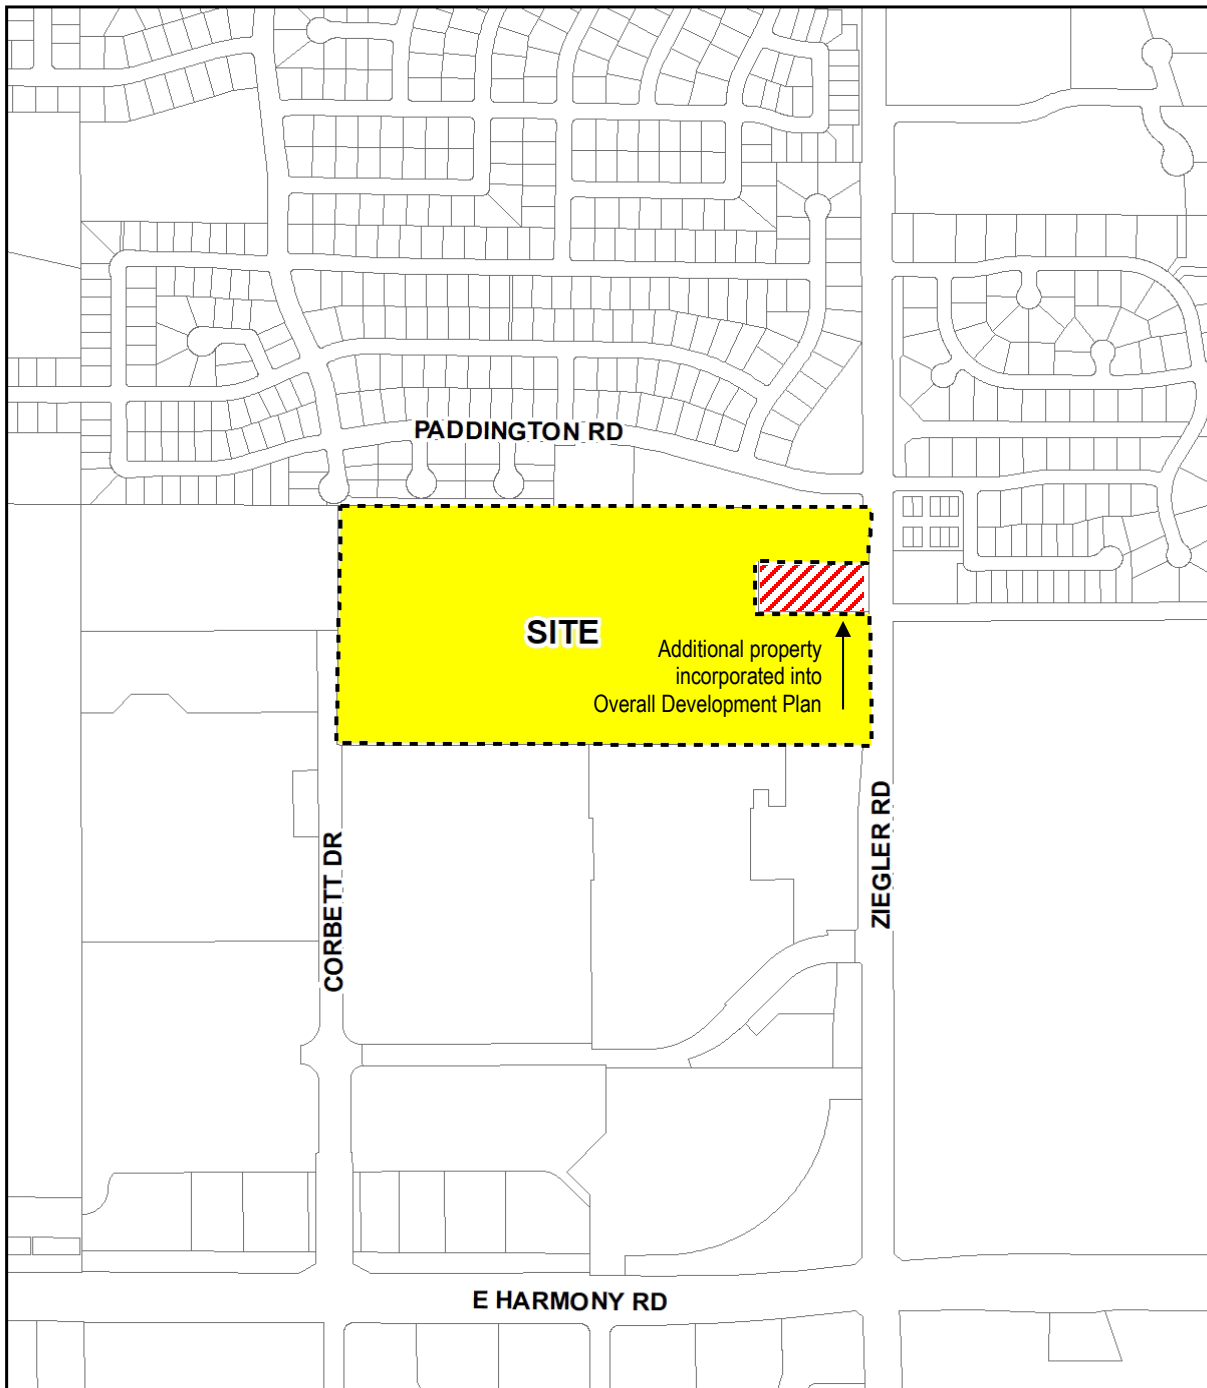 PADDINGTON RD
SITE
Additional property
incorporated into
Overall Development Plan
CORBETT DR
ZIEGLER RD
E HARMONY RD